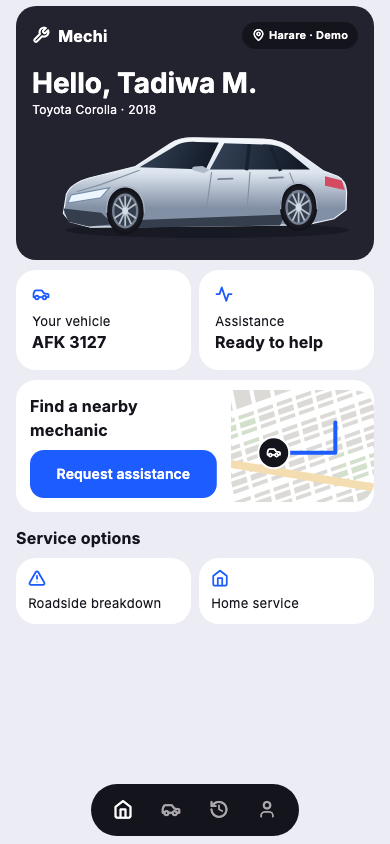 Mechi
Harare · Demo
Hello, Tadiwa M.
Toyota Corolla · 2018
Your vehicle
AFK 3127
Assistance
Ready to help
Find a nearby
mechanic
Request assistance
Service options
Roadside breakdown
Home service